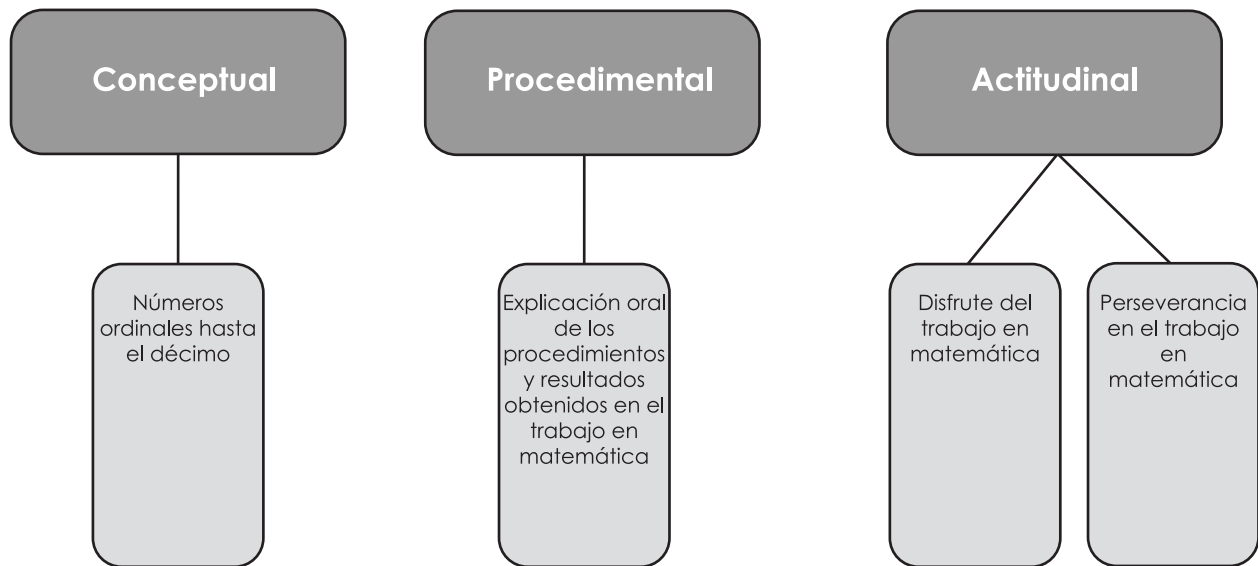 Conceptual
Procedimental
Actitudinal
Números
ordinales hasta
el décimo
Explicación oral
de los
procedimientos
y resultados
obtenidos en el
trabajo en
matemática
Disfrute del
trabajo en
matemática
Perseverancia
en el trabajo
en
matemática